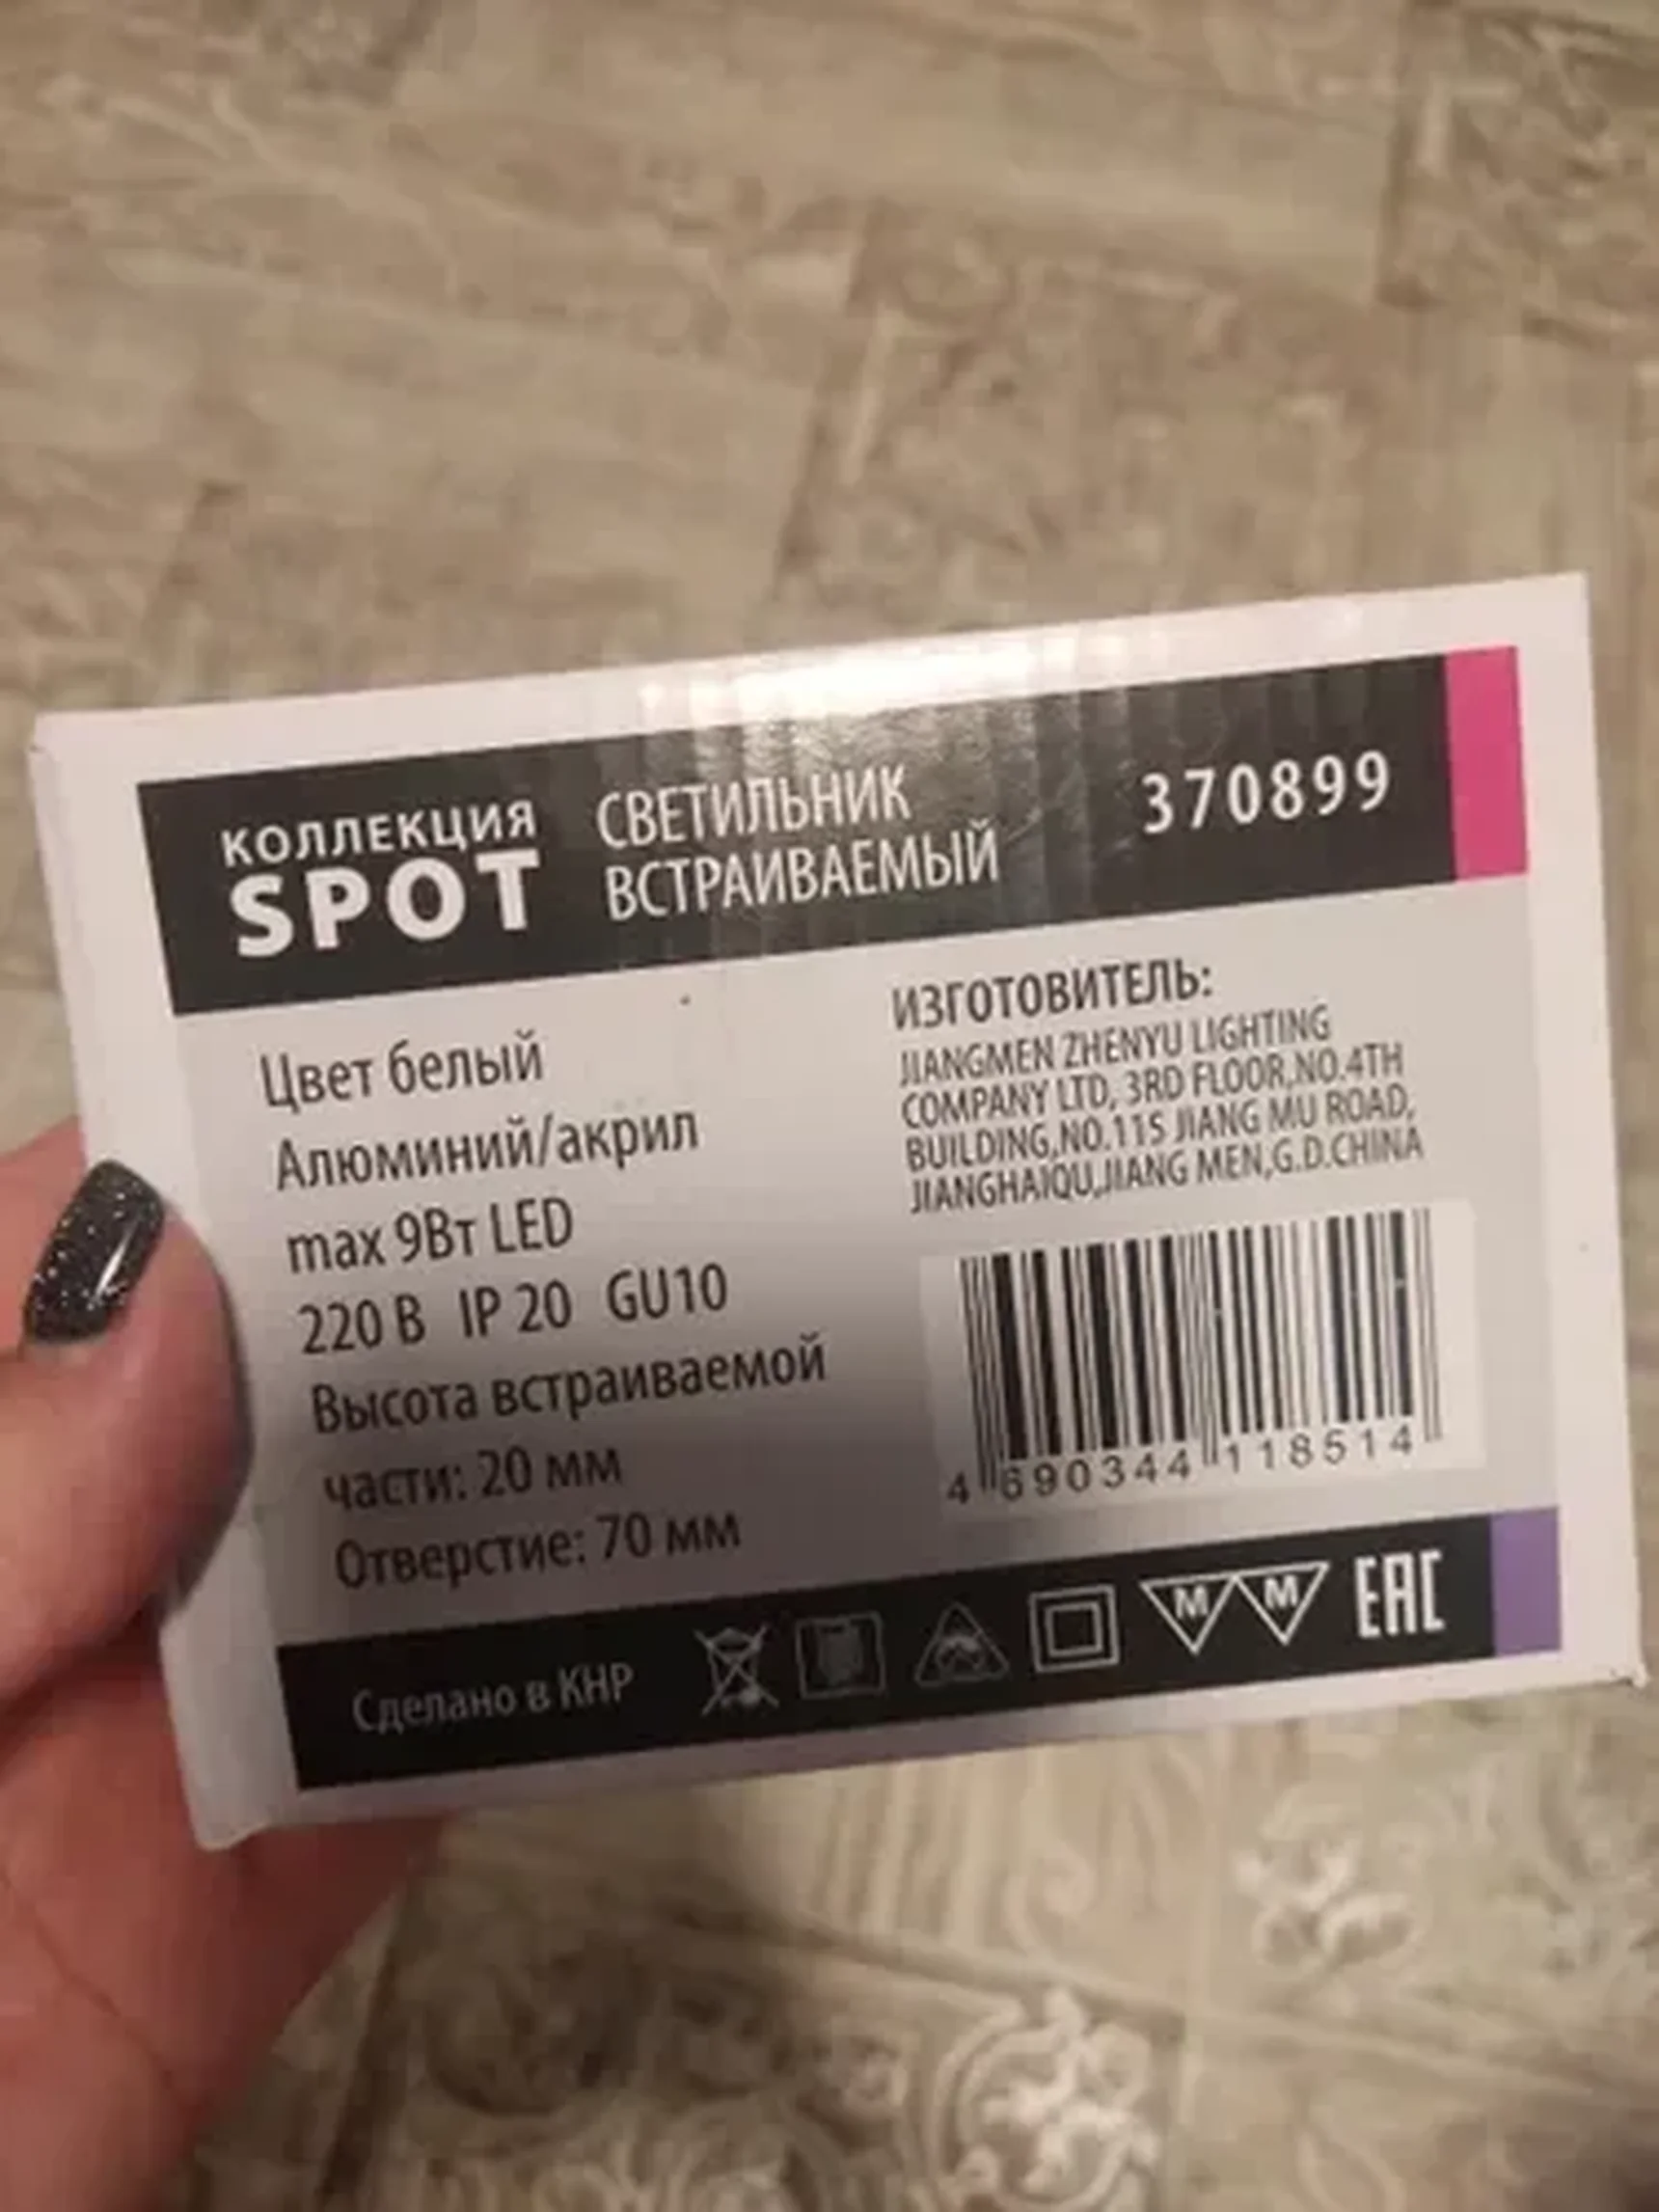 КОЛЛЕКЦИЯ
SPOT
СВЕТИЛЬНИК
ВСТРАИВАЕМЫЙ
370899
Цвет белый
Алюминий/акрил
max 9Вт LED
220 В IP 20 GU10
Высота встраиваемой
части: 20 мм
Отверстие: 70 мм
ИЗГОТОВИТЕЛЬ:
JIANGMEN ZHENYU LIGHTING
COMPANY LTD, 3RD FLOOR,NO.4TH
BUILDING,NO.115 JIANG MU ROAD,
JIANGHAIQU,JIANG MEN,G.D.CHINA
4 690344 118514
Сделано в КНР
M M EAC